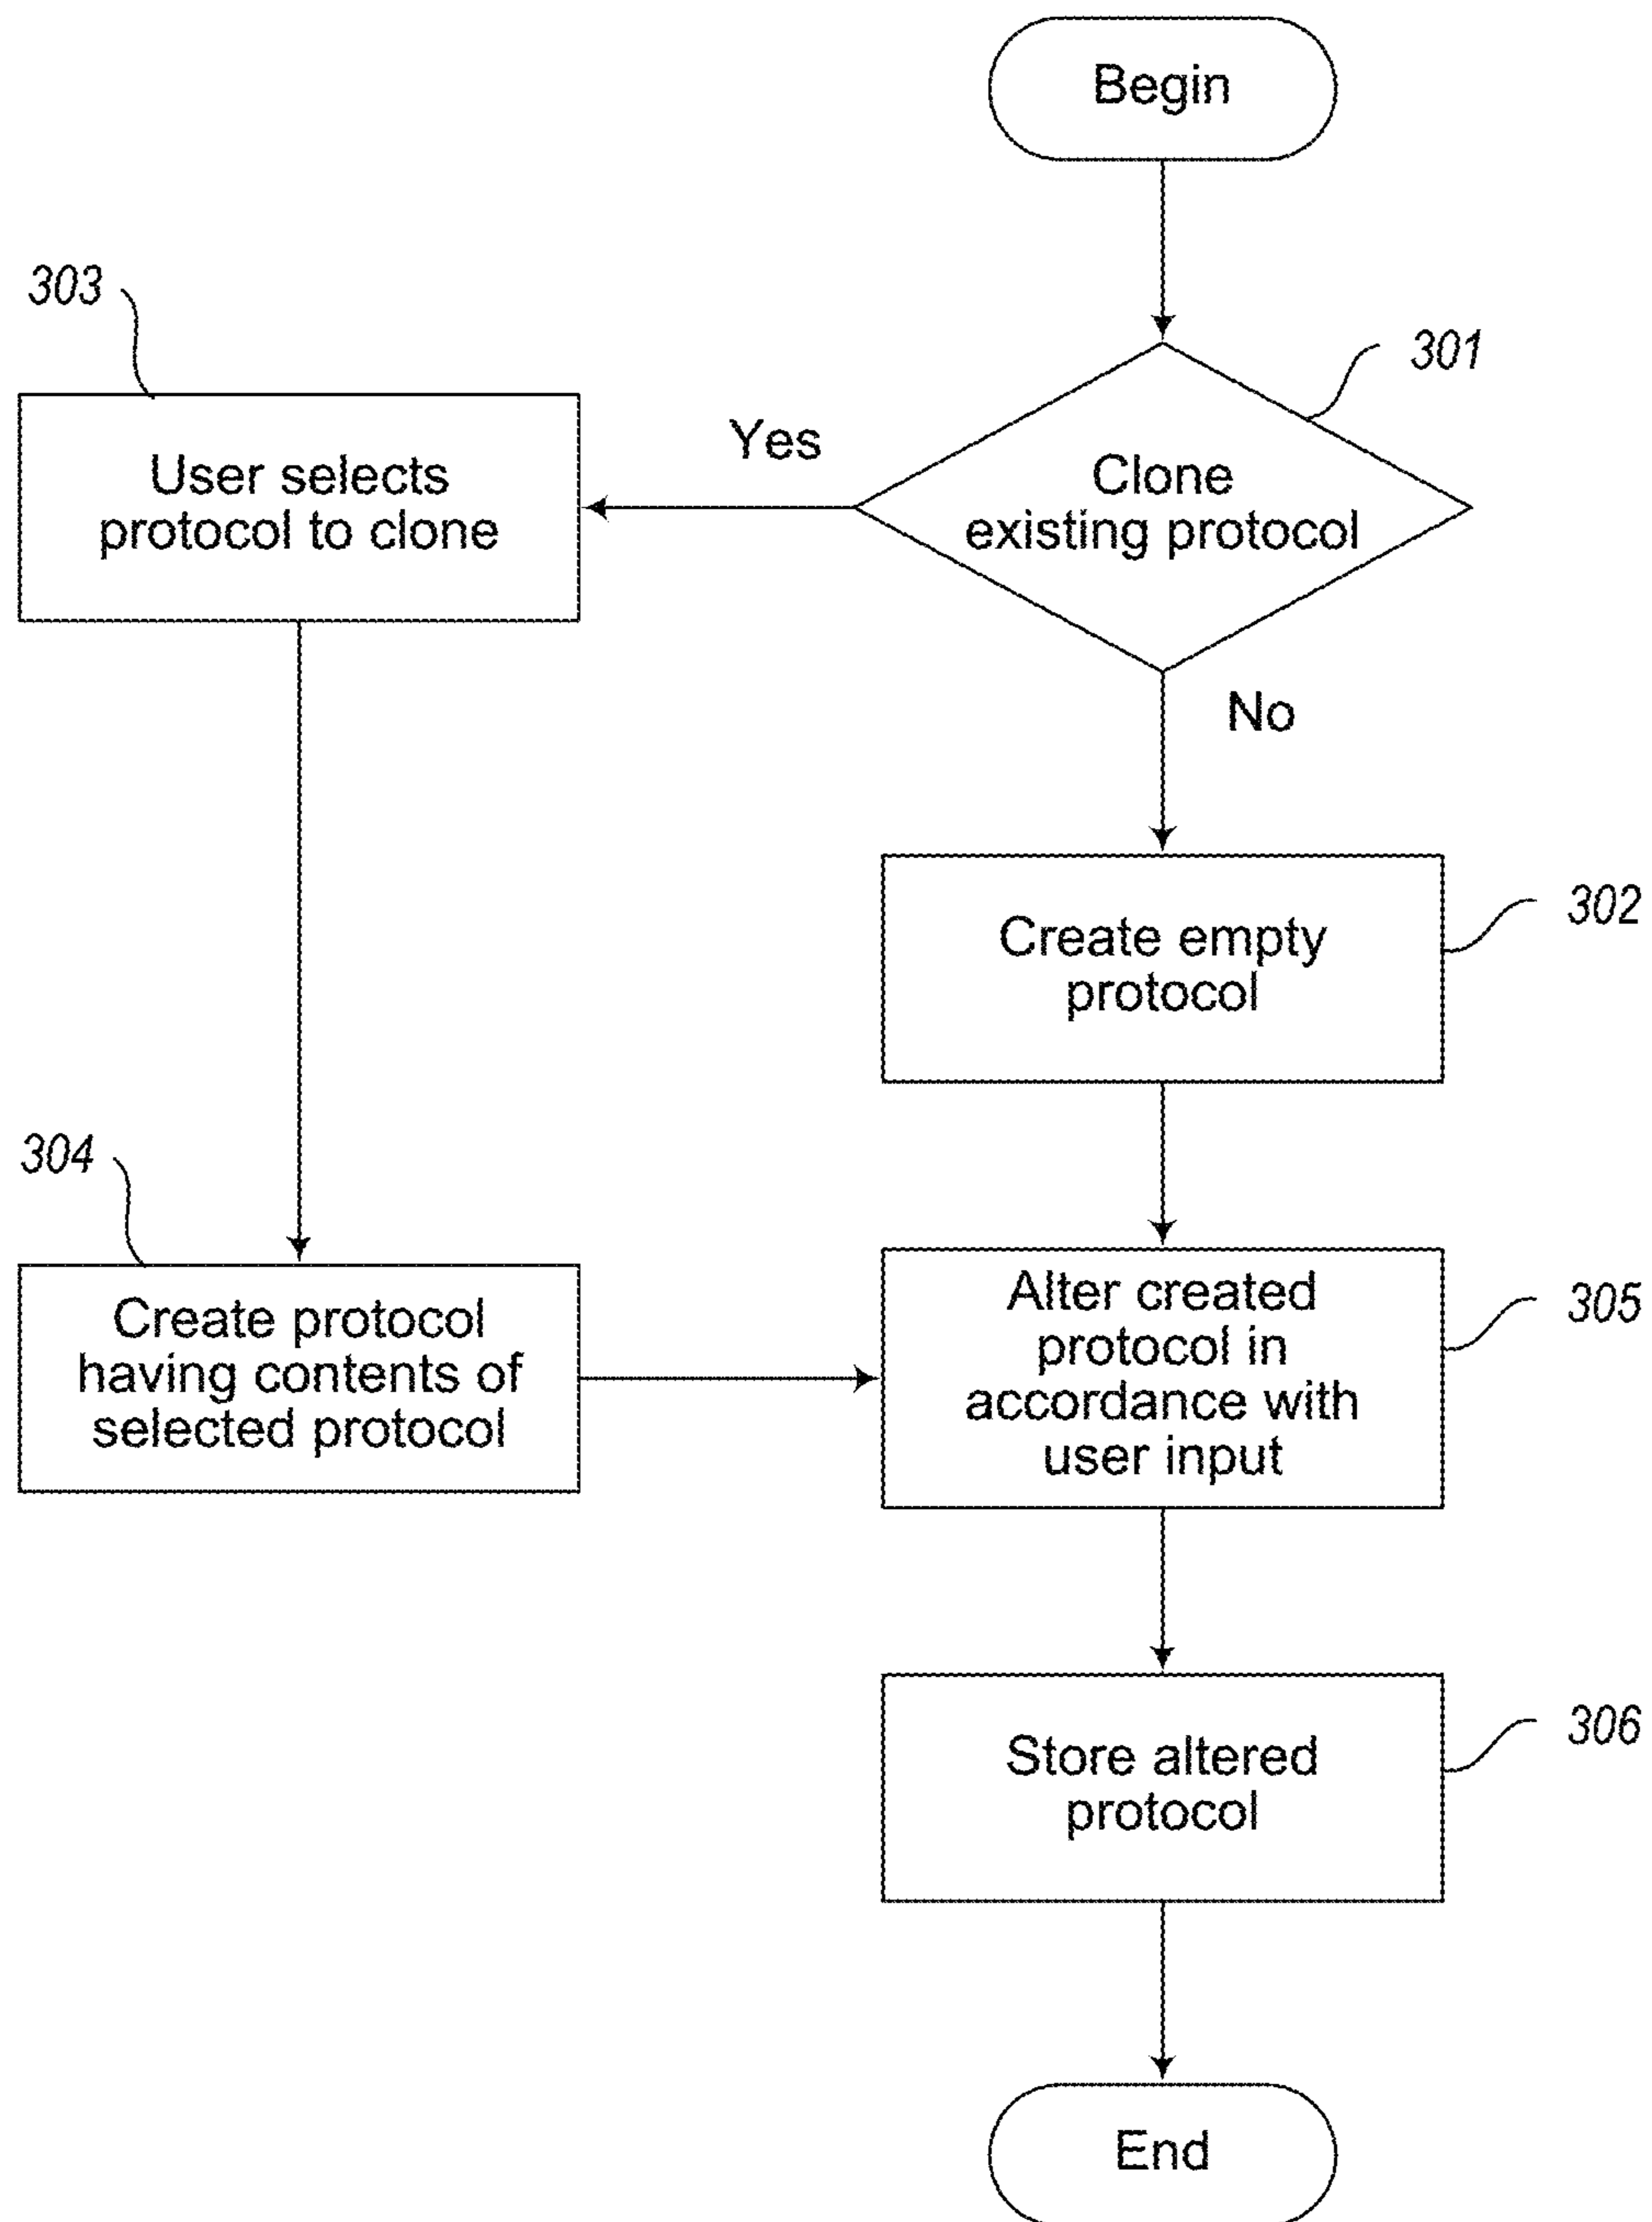 Begin
303
301
Yes
User selects
protocol to clone
Clone
existing protocol
No
302
Create empty
protocol
304
305
Create protocol
having contents of
selected protocol
Alter created
protocol in
accordance with
user input
306
Store altered
protocol
End